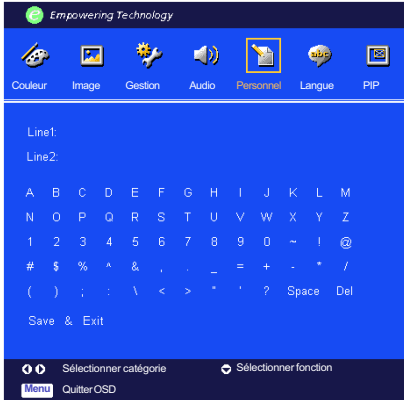 e Empowering Technology
abc
Couleur Image Gestion Audio Personnel Langue PIP
Line1:
Line2:
A B C D E F G H I J K L M
N O P Q R S T U V W X Y Z
1 2 3 4 5 6 7 8 9 0 ~ ! @
# $ % ^ & , . _ = + - * /
( ) ; : \ < > " ' ? Space Del
Save & Exit
Sélectionner catégorie Sélectionner fonction
Menu Quitter OSD